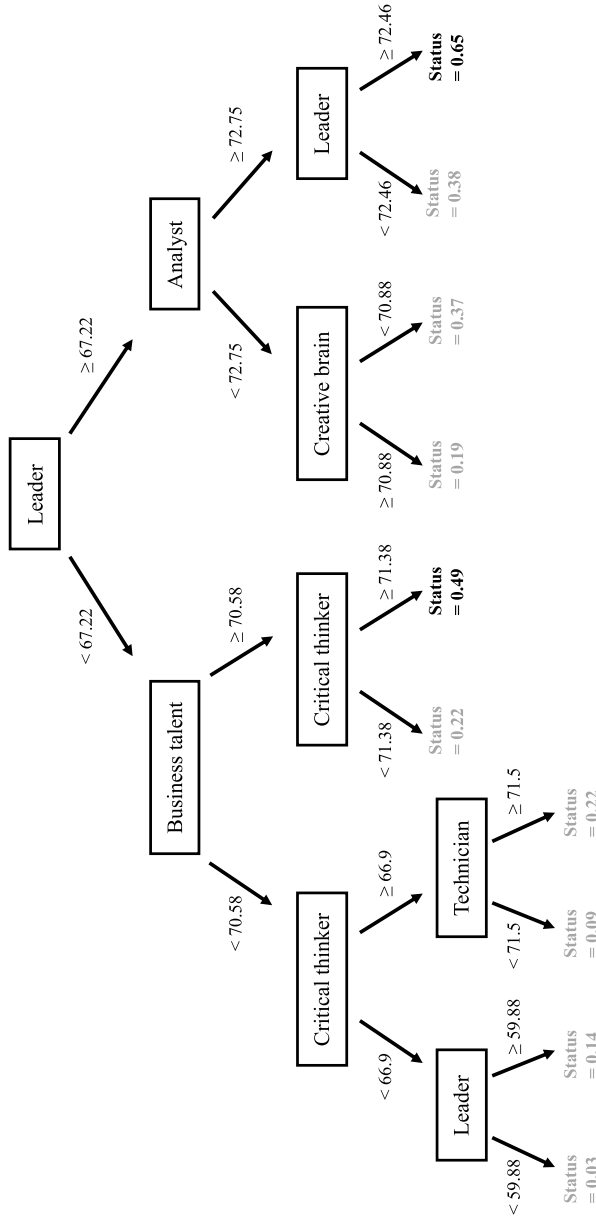 Leader
< 67.22
≥ 67.22
Business talent
Analyst
< 70.58
≥ 70.58
< 72.75
≥ 72.75
Critical thinker
Critical thinker
Creative brain
Leader
< 66.9
≥ 66.9
< 71.38
≥ 71.38
≥ 70.88
< 70.88
< 72.46
≥ 72.46
Leader
Technician
Status
= 0.22
Status
= 0.49
Status
= 0.19
Status
= 0.37
Status
= 0.38
Status
= 0.65
< 59.88
≥ 59.88
< 71.5
≥ 71.5
Status
= 0.03
Status
= 0.14
Status
= 0.09
Status
= 0.22